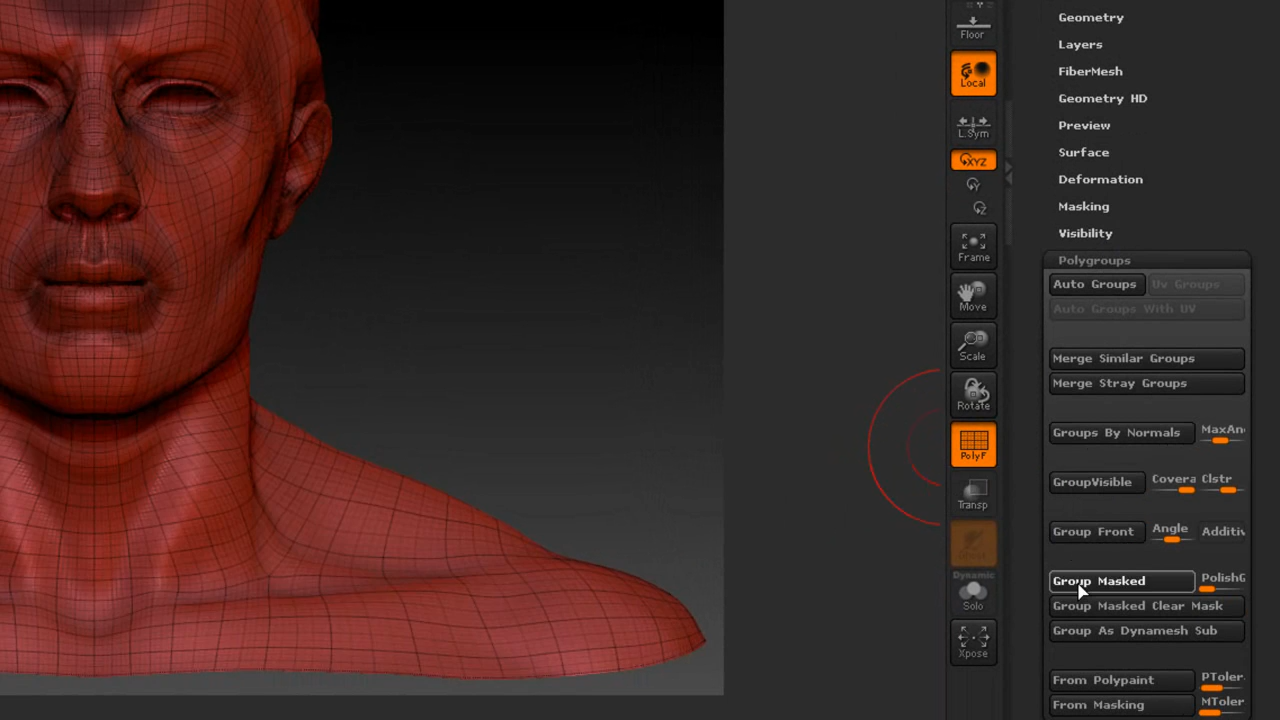 Floor
Local
L.Sym
XYZ
Y
Z
Frame
Move
Scale
Rotate
PolyF
Transp
Ghost
Dynamic
Solo
Xpose
Geometry
Layers
FiberMesh
Geometry HD
Preview
Surface
Deformation
Masking
Visibility
Polygroups
Auto Groups Uv Groups
Auto Groups With UV
Merge Similar Groups
Merge Stray Groups
Groups By Normals MaxAn
GroupVisible Covera Clstr
Group Front Angle Additiv
Group Masked PolishG
Group Masked Clear Mask
Group As Dynamesh Sub
From Polypaint PToler
From Masking MToler